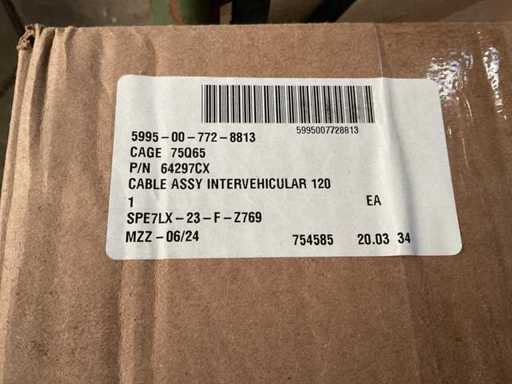 5995007728813
5995-00-772-8813
CAGE 75Q65
P/N 64297CX
CABLE ASSY INTERVEHICULAR 120
1 EA
SPE7LX-23-F-Z769
MZZ-06/24 754585 20.03 34